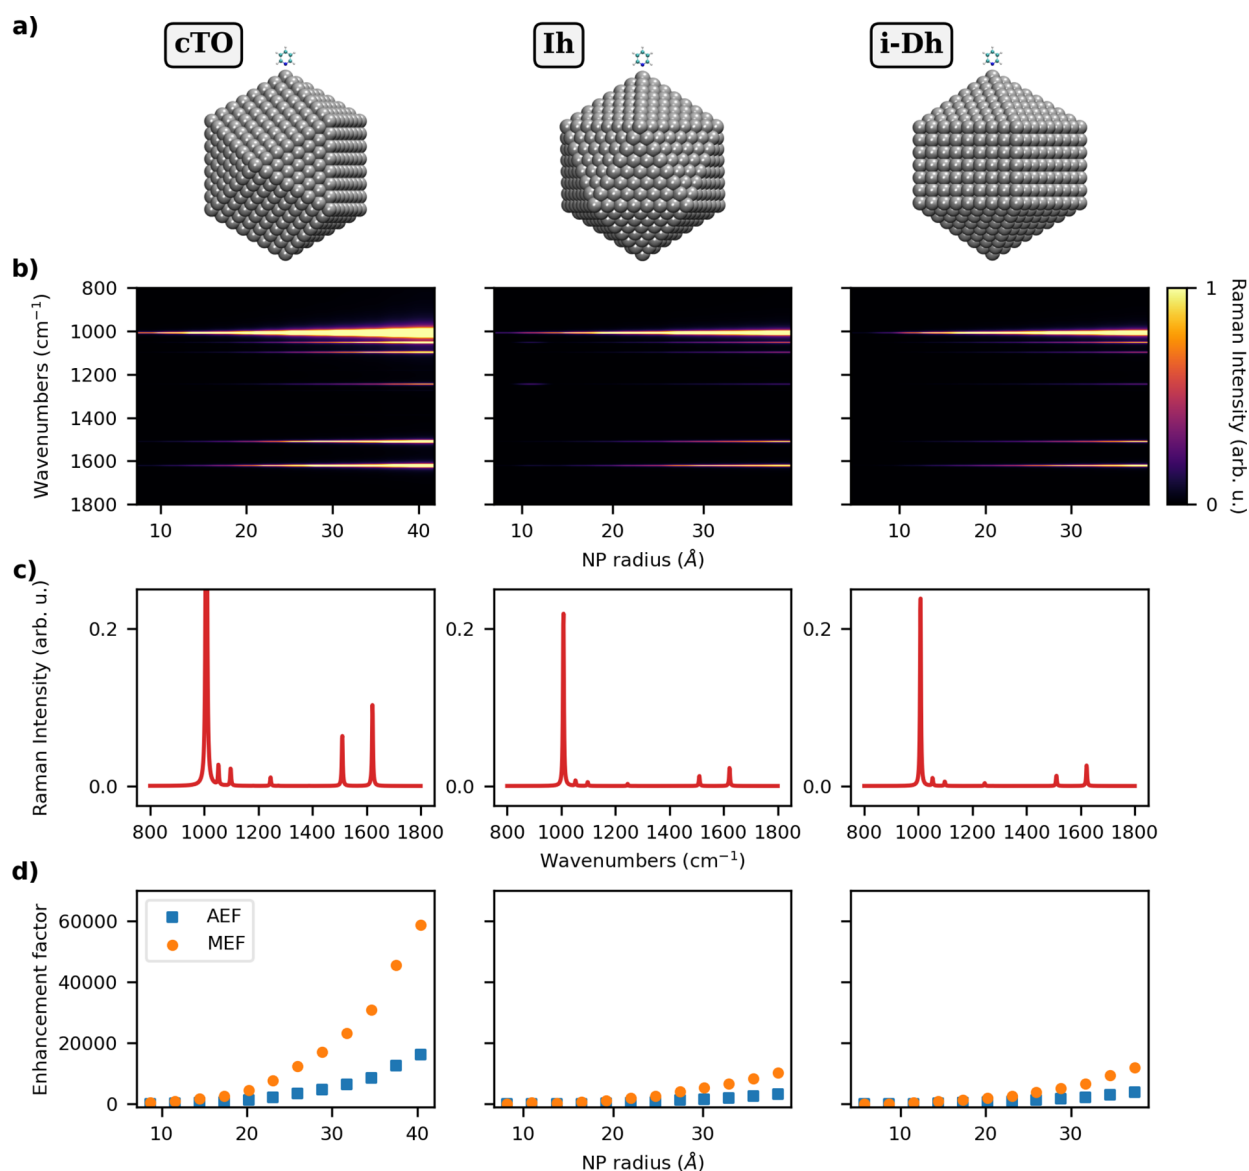 a)
cTO
Ih
i-Dh
b)
Wavenumbers (cm⁻¹)
800
1000
1200
1400
1600
1800
10 20 30 40
10 20 30
10 20 30
NP radius (Å)
1
0
Raman Intensity (arb. u.)
c)
Raman Intensity (arb. u.)
0.2
0.0
0.2
0.0
0.2
0.0
800 1000 1200 1400 1600 1800
800 1000 1200 1400 1600 1800
800 1000 1200 1400 1600 1800
Wavenumbers (cm⁻¹)
d)
Enhancement factor
60000
40000
20000
0
AEF
MEF
10 20 30 40
10 20 30
10 20 30
NP radius (Å)